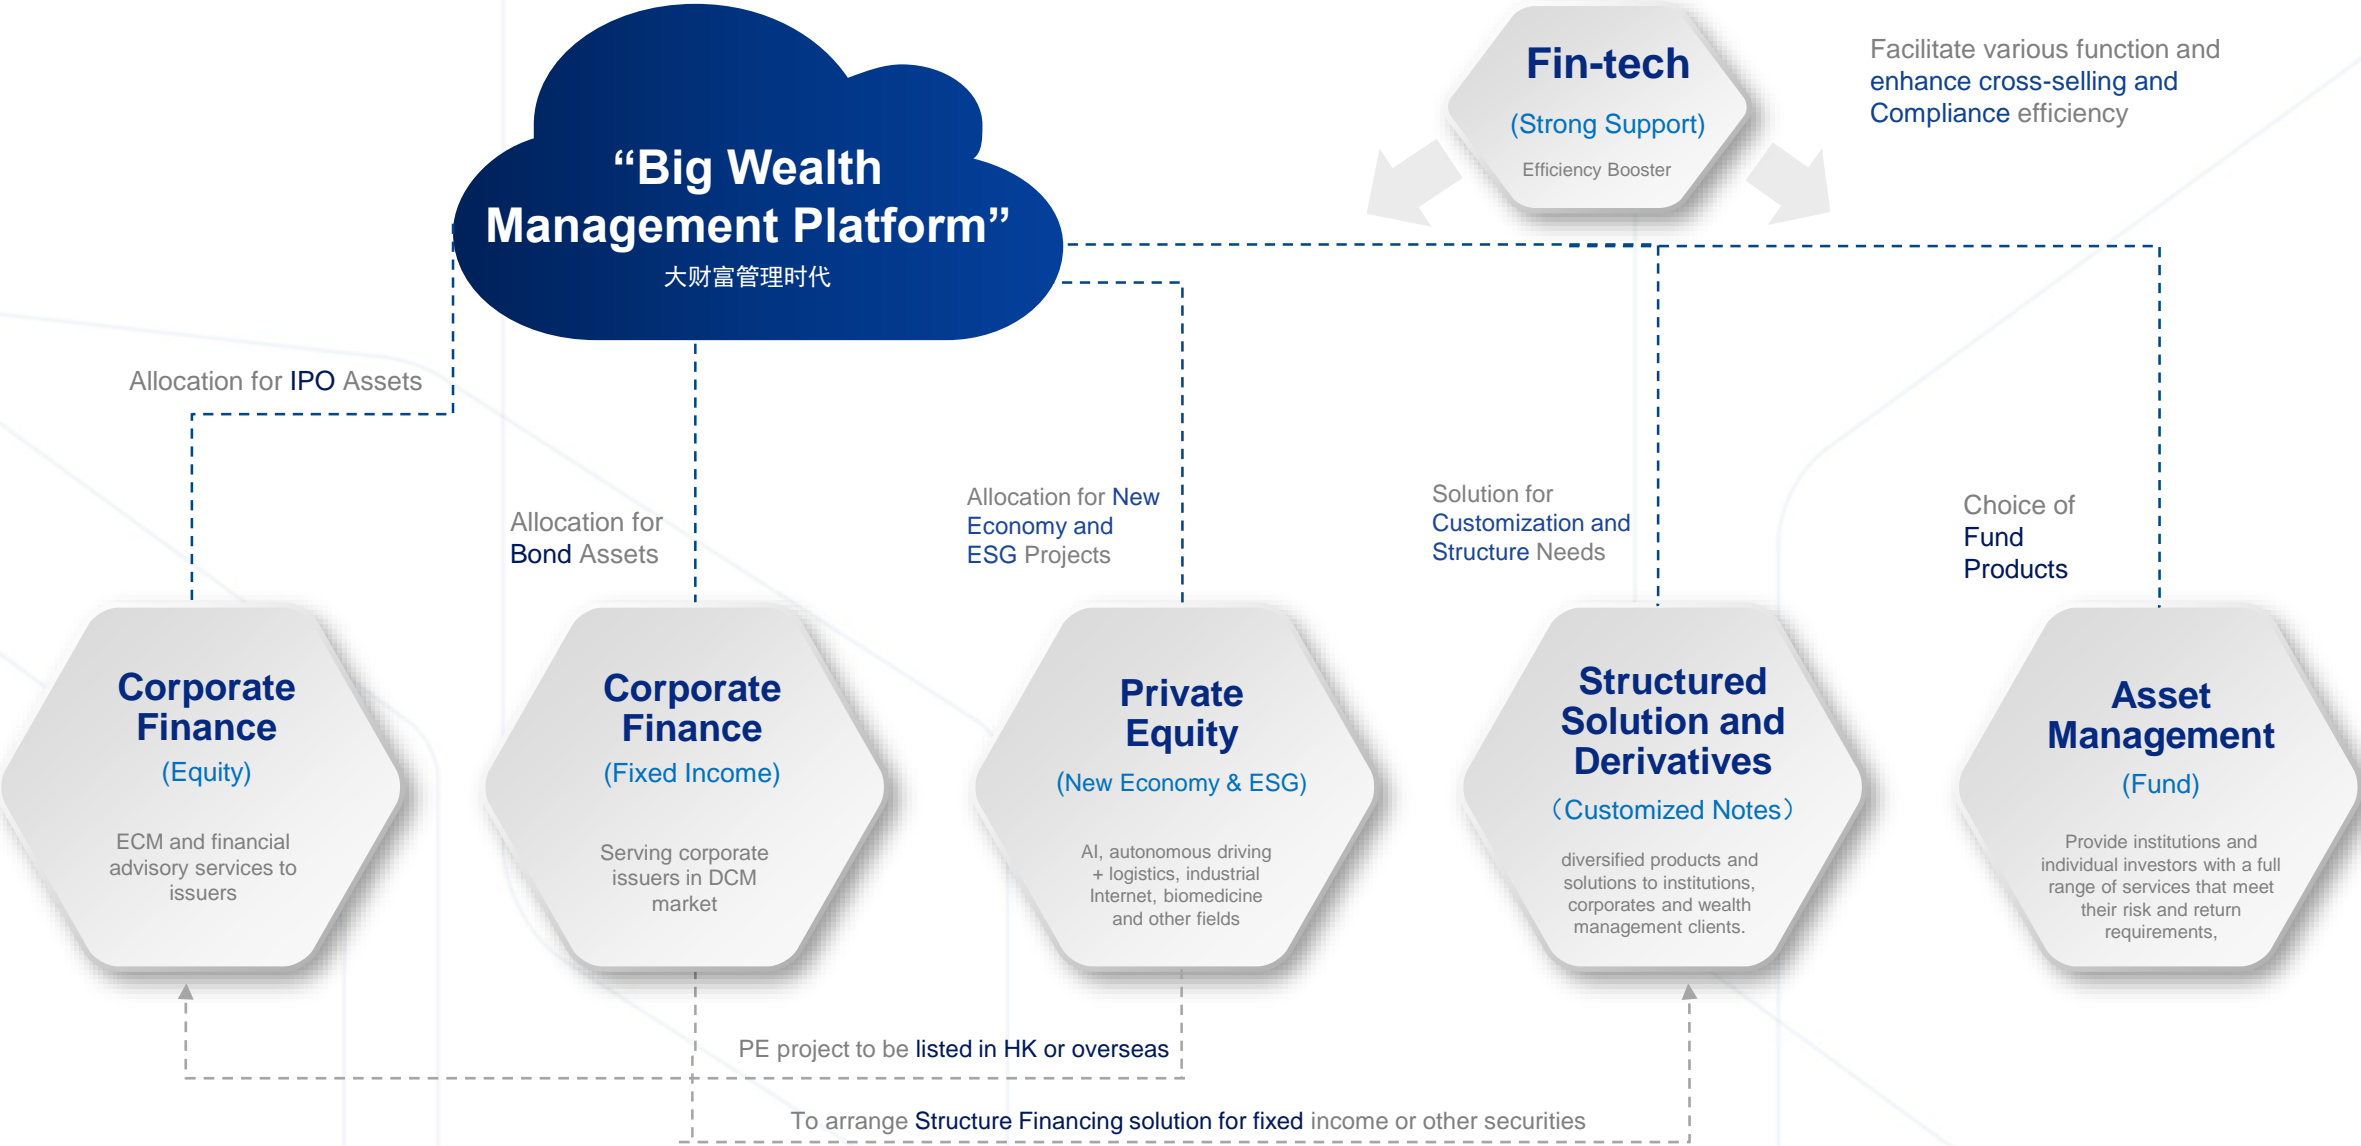 “Big Wealth
Management Platform”
大财富管理时代
Fin-tech
(Strong Support)
Efficiency Booster
Facilitate various function and
enhance cross-selling and
Compliance efficiency
Allocation for IPO Assets
Allocation for
Bond Assets
Allocation for New
Economy and
ESG Projects
Solution for
Customization and
Structure Needs
Choice of
Fund
Products
Corporate
Finance
(Equity)
ECM and financial
advisory services to
issuers
Corporate
Finance
(Fixed Income)
Serving corporate
issuers in DCM
market
Private
Equity
(New Economy & ESG)
AI, autonomous driving
+ logistics, industrial
Internet, biomedicine
and other fields
Structured
Solution and
Derivatives
（Customized Notes）
diversified products and
solutions to institutions,
corporates and wealth
management clients.
Asset
Management
(Fund)
Provide institutions and
individual investors with a full
range of services that meet
their risk and return
requirements,
PE project to be listed in HK or overseas
To arrange Structure Financing solution for fixed income or other securities